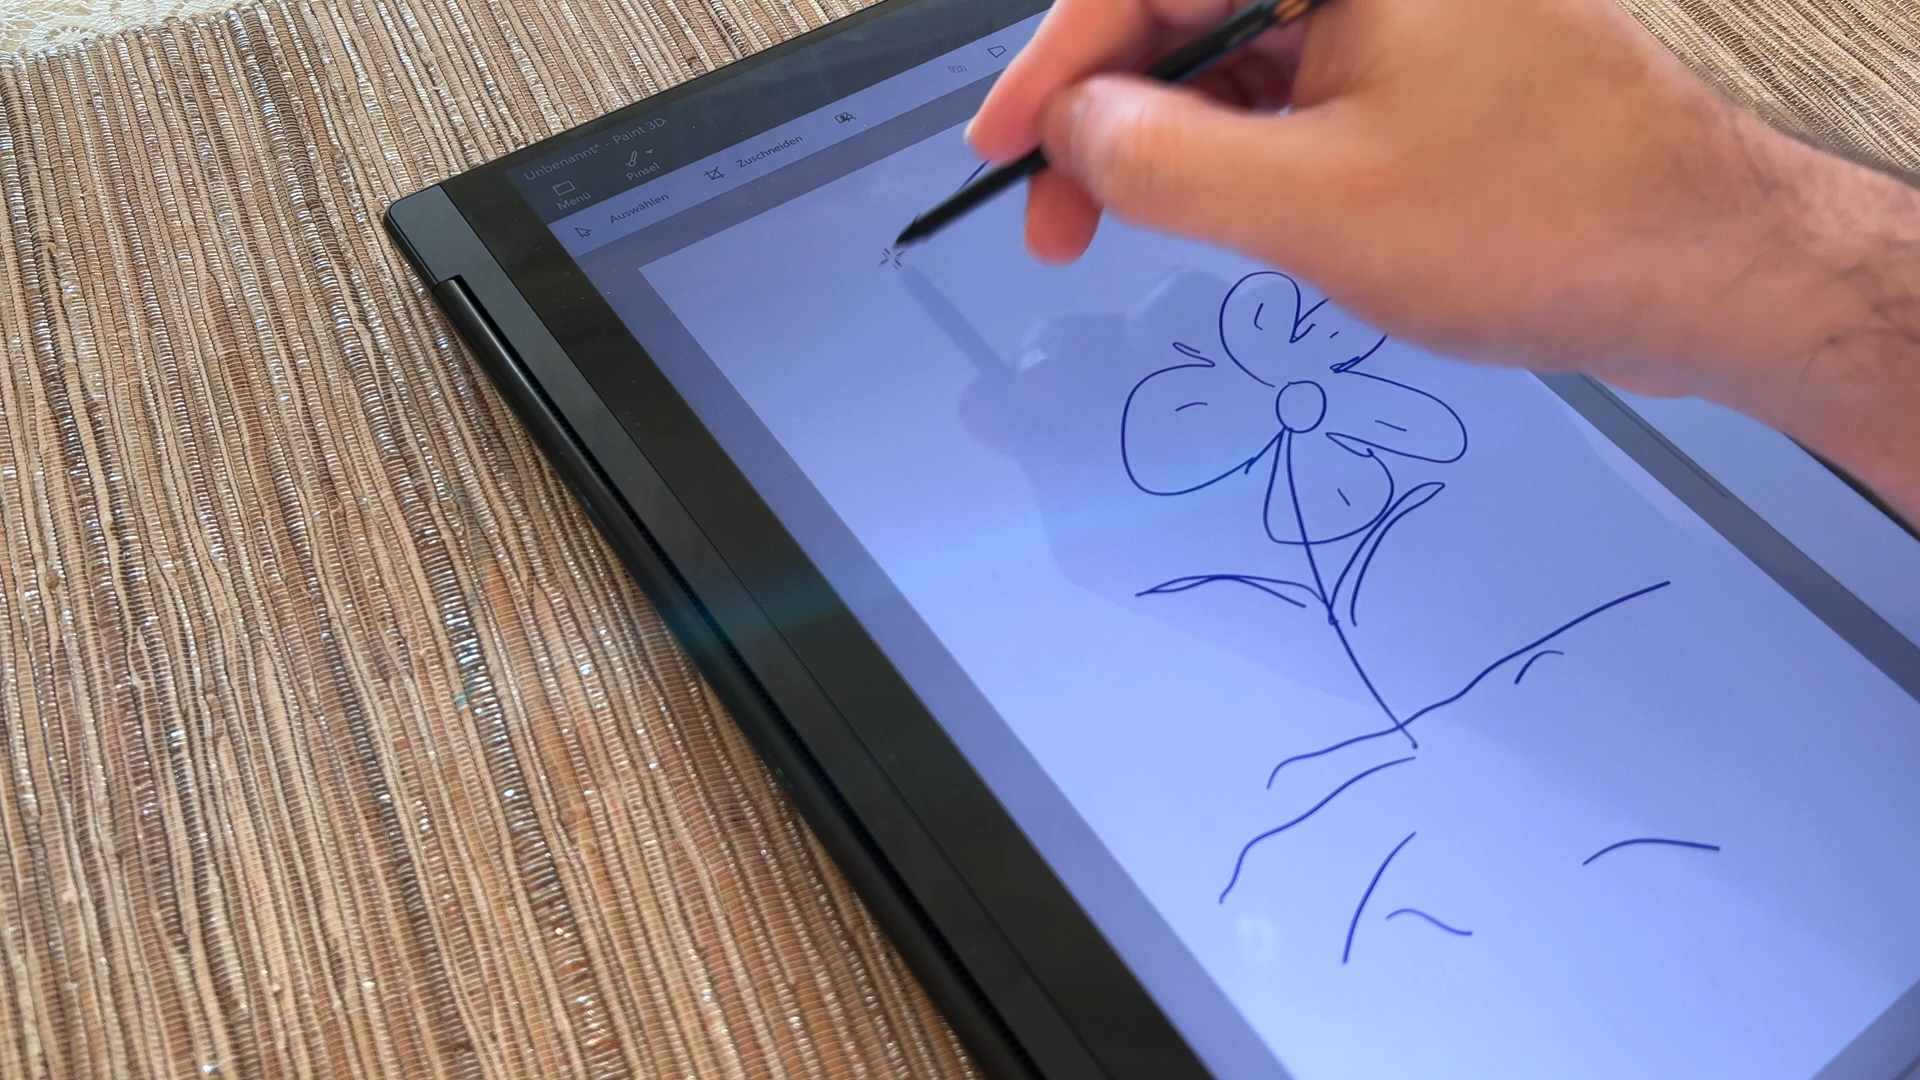 Unbenannt* - Paint 3D
Menü
Pinsel
Auswählen
Zuschneiden